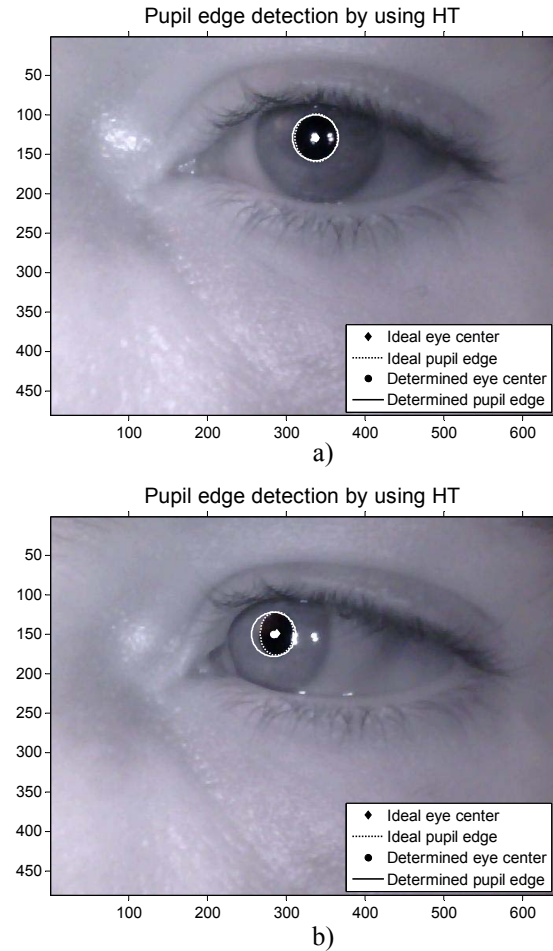 Pupil edge detection by using HT
50
100
150
200
250
300
350
400
450
Ideal eye center
Ideal pupil edge
Determined eye center
Determined pupil edge
100 200 300 400 500 600
a)
Pupil edge detection by using HT
50
100
150
200
250
300
350
400
450
Ideal eye center
Ideal pupil edge
Determined eye center
Determined pupil edge
100 200 300 400 500 600
b)